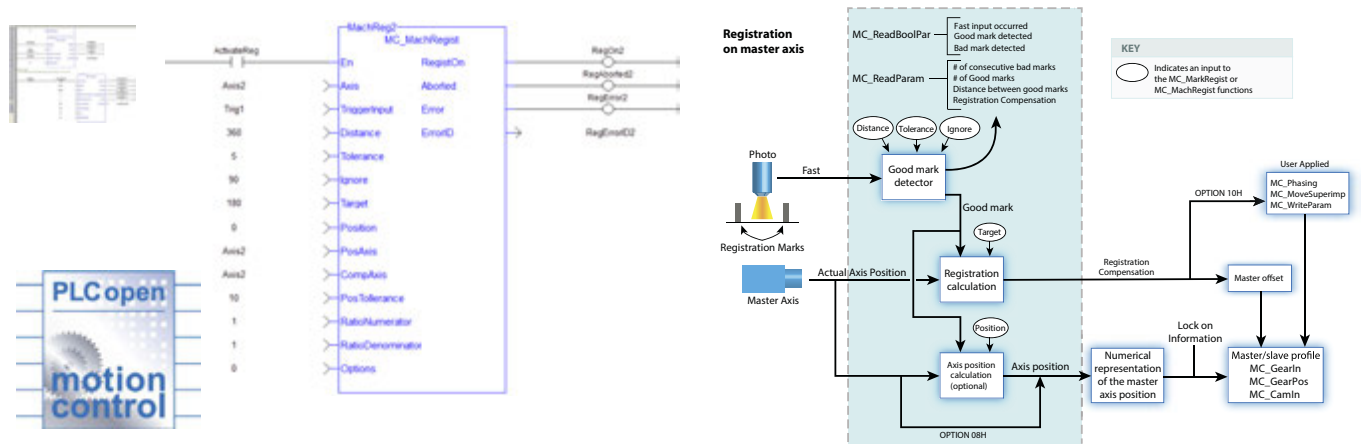 MachReg2
MC_MachRegist
ActivateReg
En
RegistOn
RegOn2
Axis2
Axis
Aborted
RegAborted2
Trig1
TriggerInput
Error
RegError2
360
Distance
ErrorID
RegErrorID2
5
Tolerance
90
Ignore
180
Target
0
Position
Axis2
PosAxis
Axis2
CompAxis
10
PosTollerance
1
RatioNumerator
1
RatioDenominator
0
Options
PLCopen
motion
control
Registration
on master axis
MC_ReadBoolPar
Fast input occurred
Good mark detected
Bad mark detected
MC_ReadParam
# of consecutive bad marks
# of Good marks
Distance between good marks
Registration Compensation
KEY
Indicates an input to
the MC_MarkRegist or
MC_MachRegist functions
Distance
Tolerance
Ignore
Photo
Fast
Good mark
detector
Registration Marks
Good mark
Target
Master Axis
Actual Axis Position
Registration
calculation
Registration
Compensation
OPTION 10H
User Applied
MC_Phasing
MC_MoveSuperimp
MC_WriteParam
Master offset
Position
Axis position
calculation
(optional)
Axis position
OPTION 08H
Numerical
representation
of the master
axis position
Lock on
Information
Master/slave profile
MC_GearIn
MC_GearPos
MC_CamIn